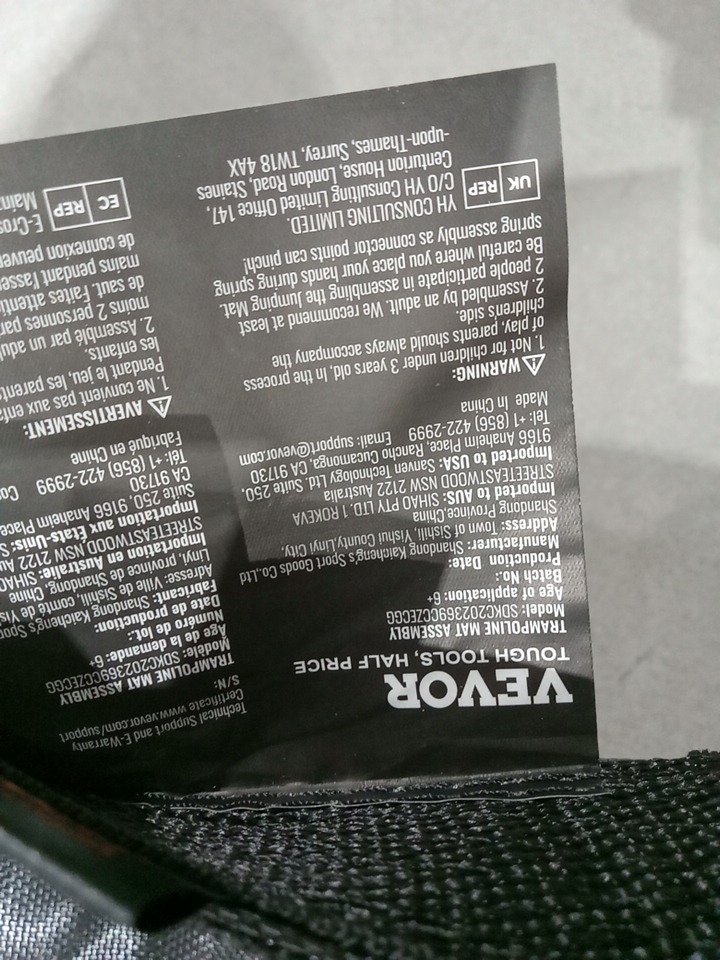 VEVOR
TOUGH TOOLS, HALF PRICE
TRAMPOLINE MAT ASSEMBLY
Model: SDKC202369CCZECGG
Age of application: 6+
Batch No.:
Production Date:
Manufacturer: Shandong Kaicheng's Sport Goods Co.,Ltd
Address: Town of Sishili, Yishui County,Linyi City,
Shandong Province,China
Imported to AUS: SIHAO PTY LTD. 1 ROKEVA
STREETEASTWOOD NSW 2122 Australia
Imported to USA: Sanven Technology Ltd. Suite 250,
9166 Anaheim Place, Rancho Cucamonga, CA 91730
Tel: +1 (856) 422-2999 Email: support@vevor.com
Made In China
WARNING:
1. Not for children under 3 years old, In the process
of play, parents should always accompany the
children's side.
2. Assembled by an adult. We recommend at least
2 people participate in assembling the Jumping Mat.
Be careful where you place your hands during spring
spring assembly as connector points can pinch!
UK REP
YH CONSULTING LIMITED.
C/O YH Consulting Limited Office 147,
Centurion House, London Road, Staines
-upon-Thames, Surrey, TW18 4AX
Technical Support and E-Warranty
Certificate www.vevor.com/support
S/N:
TRAMPOLINE MAT ASSEMBLY
Modèle: SDKC202369CCZECGG
Âge de la demande: 6+
Numéro de lot.
Date de production:
Fabricant: Shandong Kaicheng's Spor
Adresse: Ville de Sishili, comté de Yis
Linyi, province de Shandong, Chine
Importation en Australie: SIHAO
STREETEASTWOOD NSW 2122 Au
Importation aux États-Unis: S
Suite 250, 9166 Anaheim Place
CA 91730
Tél: +1 (856) 422-2999 Co
Fabriqué en Chine
AVERTISSEMENT:
1. Ne convient pas aux enfa
Pendant le jeu, les parents
les enfants.
2. Assemblé par un adul
moins 2 personnes par
de saut. Faites attenti
mains pendant l'asse
de connexion peuven
EC REP
E-Cros
Mainz